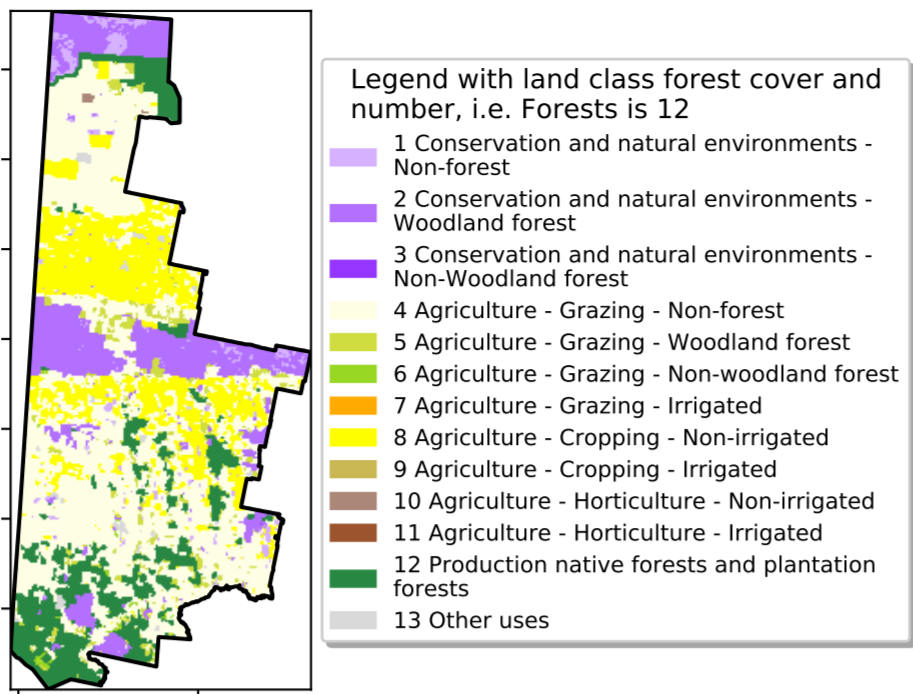 Legend with land class forest cover and
number, i.e. Forests is 12
1 Conservation and natural environments -
Non-forest
2 Conservation and natural environments -
Woodland forest
3 Conservation and natural environments -
Non-Woodland forest
4 Agriculture - Grazing - Non-forest
5 Agriculture - Grazing - Woodland forest
6 Agriculture - Grazing - Non-woodland forest
7 Agriculture - Grazing - Irrigated
8 Agriculture - Cropping - Non-irrigated
9 Agriculture - Cropping - Irrigated
10 Agriculture - Horticulture - Non-irrigated
11 Agriculture - Horticulture - Irrigated
12 Production native forests and plantation
forests
13 Other uses